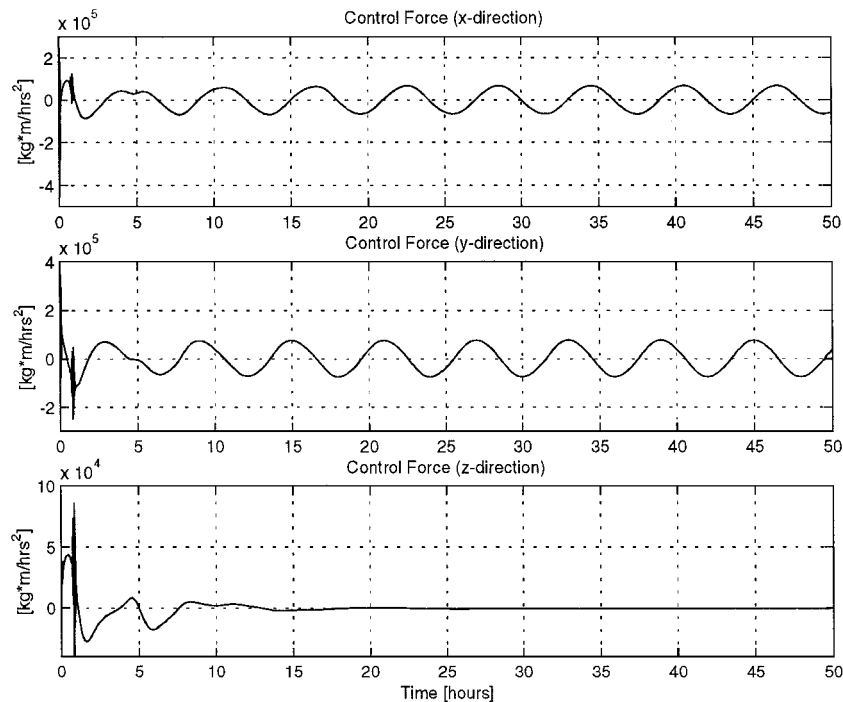 Control Force (x-direction)
x 10^5
[kg*m/hrs^2]
2
0
-2
-4
0 5 10 15 20 25 30 35 40 45 50
Control Force (y-direction)
x 10^5
[kg*m/hrs^2]
4
2
0
-2
0 5 10 15 20 25 30 35 40 45 50
Control Force (z-direction)
x 10^4
[kg*m/hrs^2]
10
5
0
0 5 10 15 20 25 30 35 40 45 50
Time [hours]